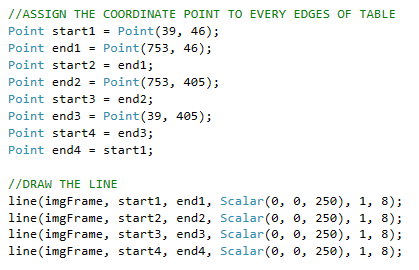 //ASSIGN THE COORDINATE POINT TO EVERY EDGES OF TABLE
Point start1 = Point(39, 46);
Point end1 = Point(753, 46);
Point start2 = end1;
Point end2 = Point(753, 405);
Point start3 = end2;
Point end3 = Point(39, 405);
Point start4 = end3;
Point end4 = start1;

//DRAW THE LINE
line(imgFrame, start1, end1, Scalar(0, 0, 250), 1, 8);
line(imgFrame, start2, end2, Scalar(0, 0, 250), 1, 8);
line(imgFrame, start3, end3, Scalar(0, 0, 250), 1, 8);
line(imgFrame, start4, end4, Scalar(0, 0, 250), 1, 8);